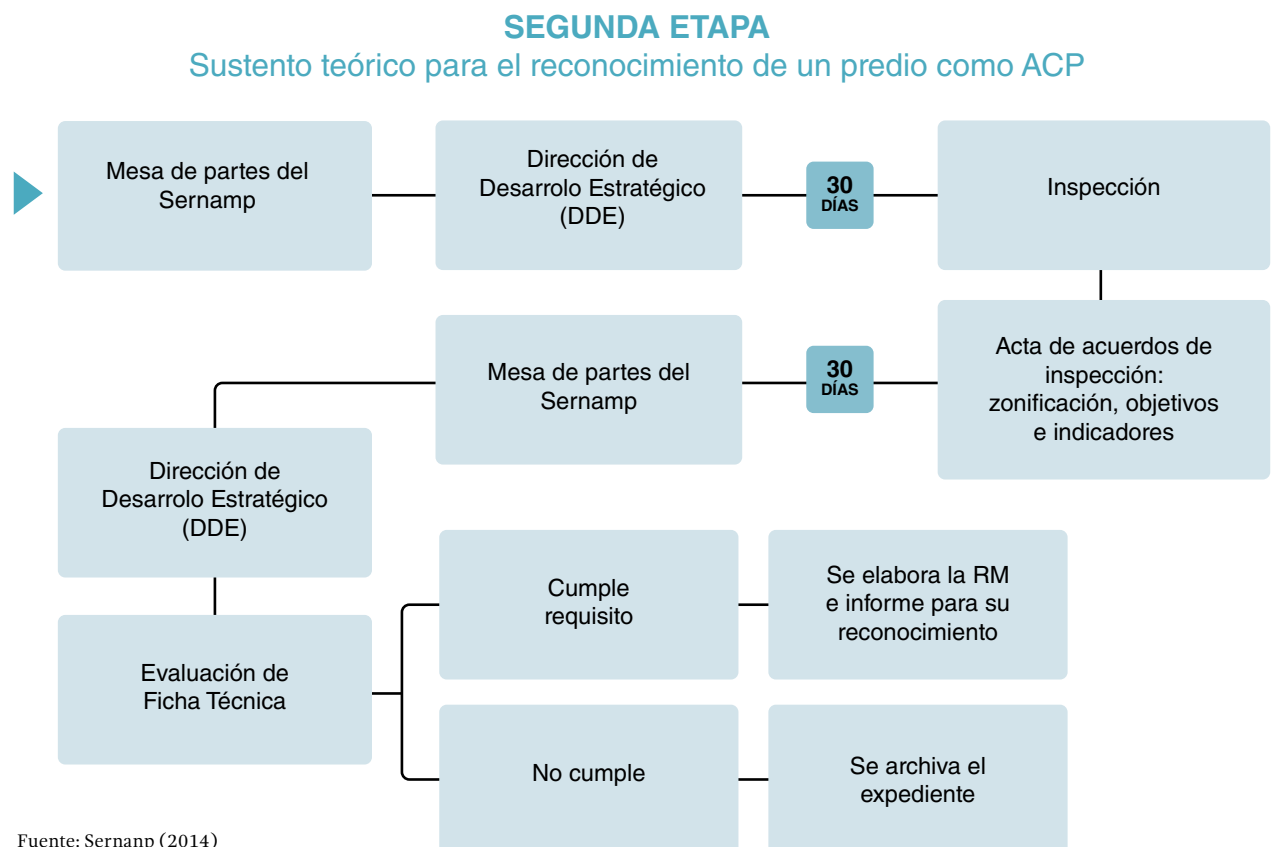 SEGUNDA ETAPA
Sustento teórico para el reconocimiento de un predio como ACP
Mesa de partes del
Sernamp
Dirección de
Desarrolo Estratégico
(DDE)
30
DÍAS
Inspección
Acta de acuerdos de
inspección:
zonificación, objetivos
e indicadores
30
DÍAS
Mesa de partes del
Sernamp
Dirección de
Desarrolo Estratégico
(DDE)
Evaluación de
Ficha Técnica
Cumple
requisito
Se elabora la RM
e informe para su
reconocimiento
No cumple
Se archiva el
expediente
Fuente: Sernanp (2014)